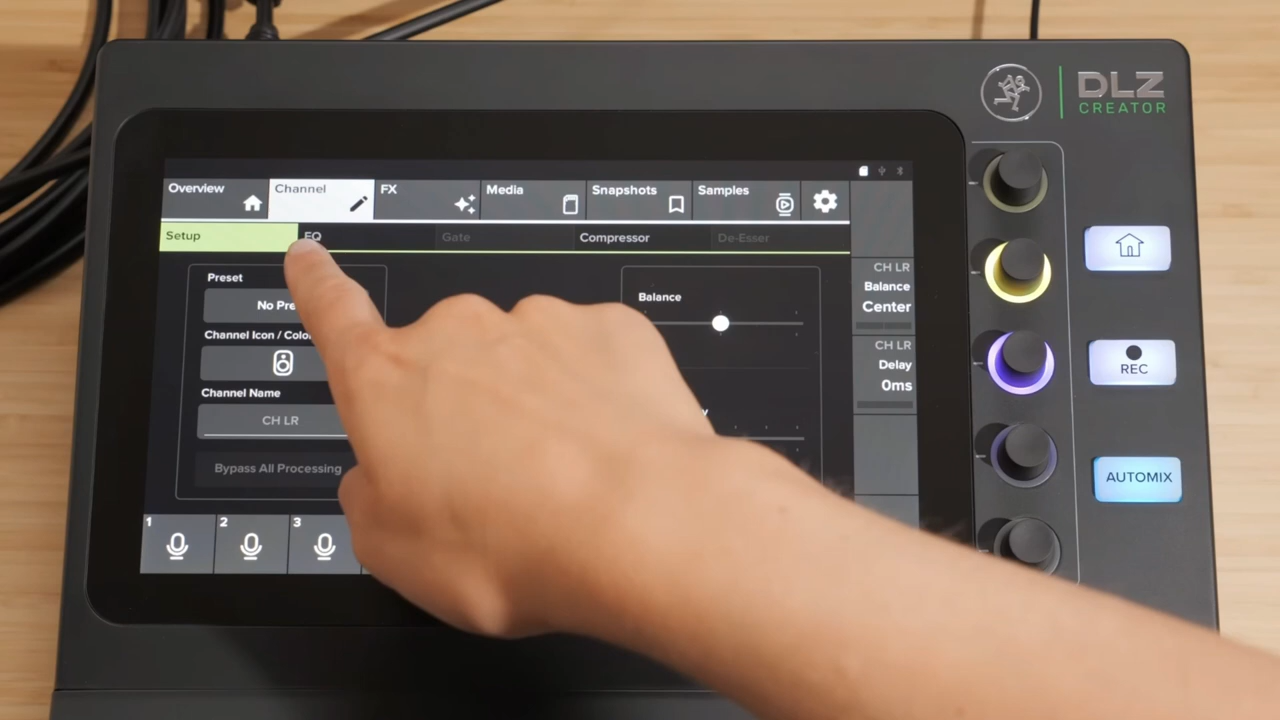 DLZ
CREATOR
Overview
Channel
FX
Media
Snapshots
Samples
Setup
EQ
Gate
Compressor
De-Esser
Preset
No Pre
Channel Icon / Colo
Channel Name
CH LR
Bypass All Processing
Balance
CH LR
Balance
Center
CH LR
Delay
0ms
1
2
3
REC
AUTOMIX